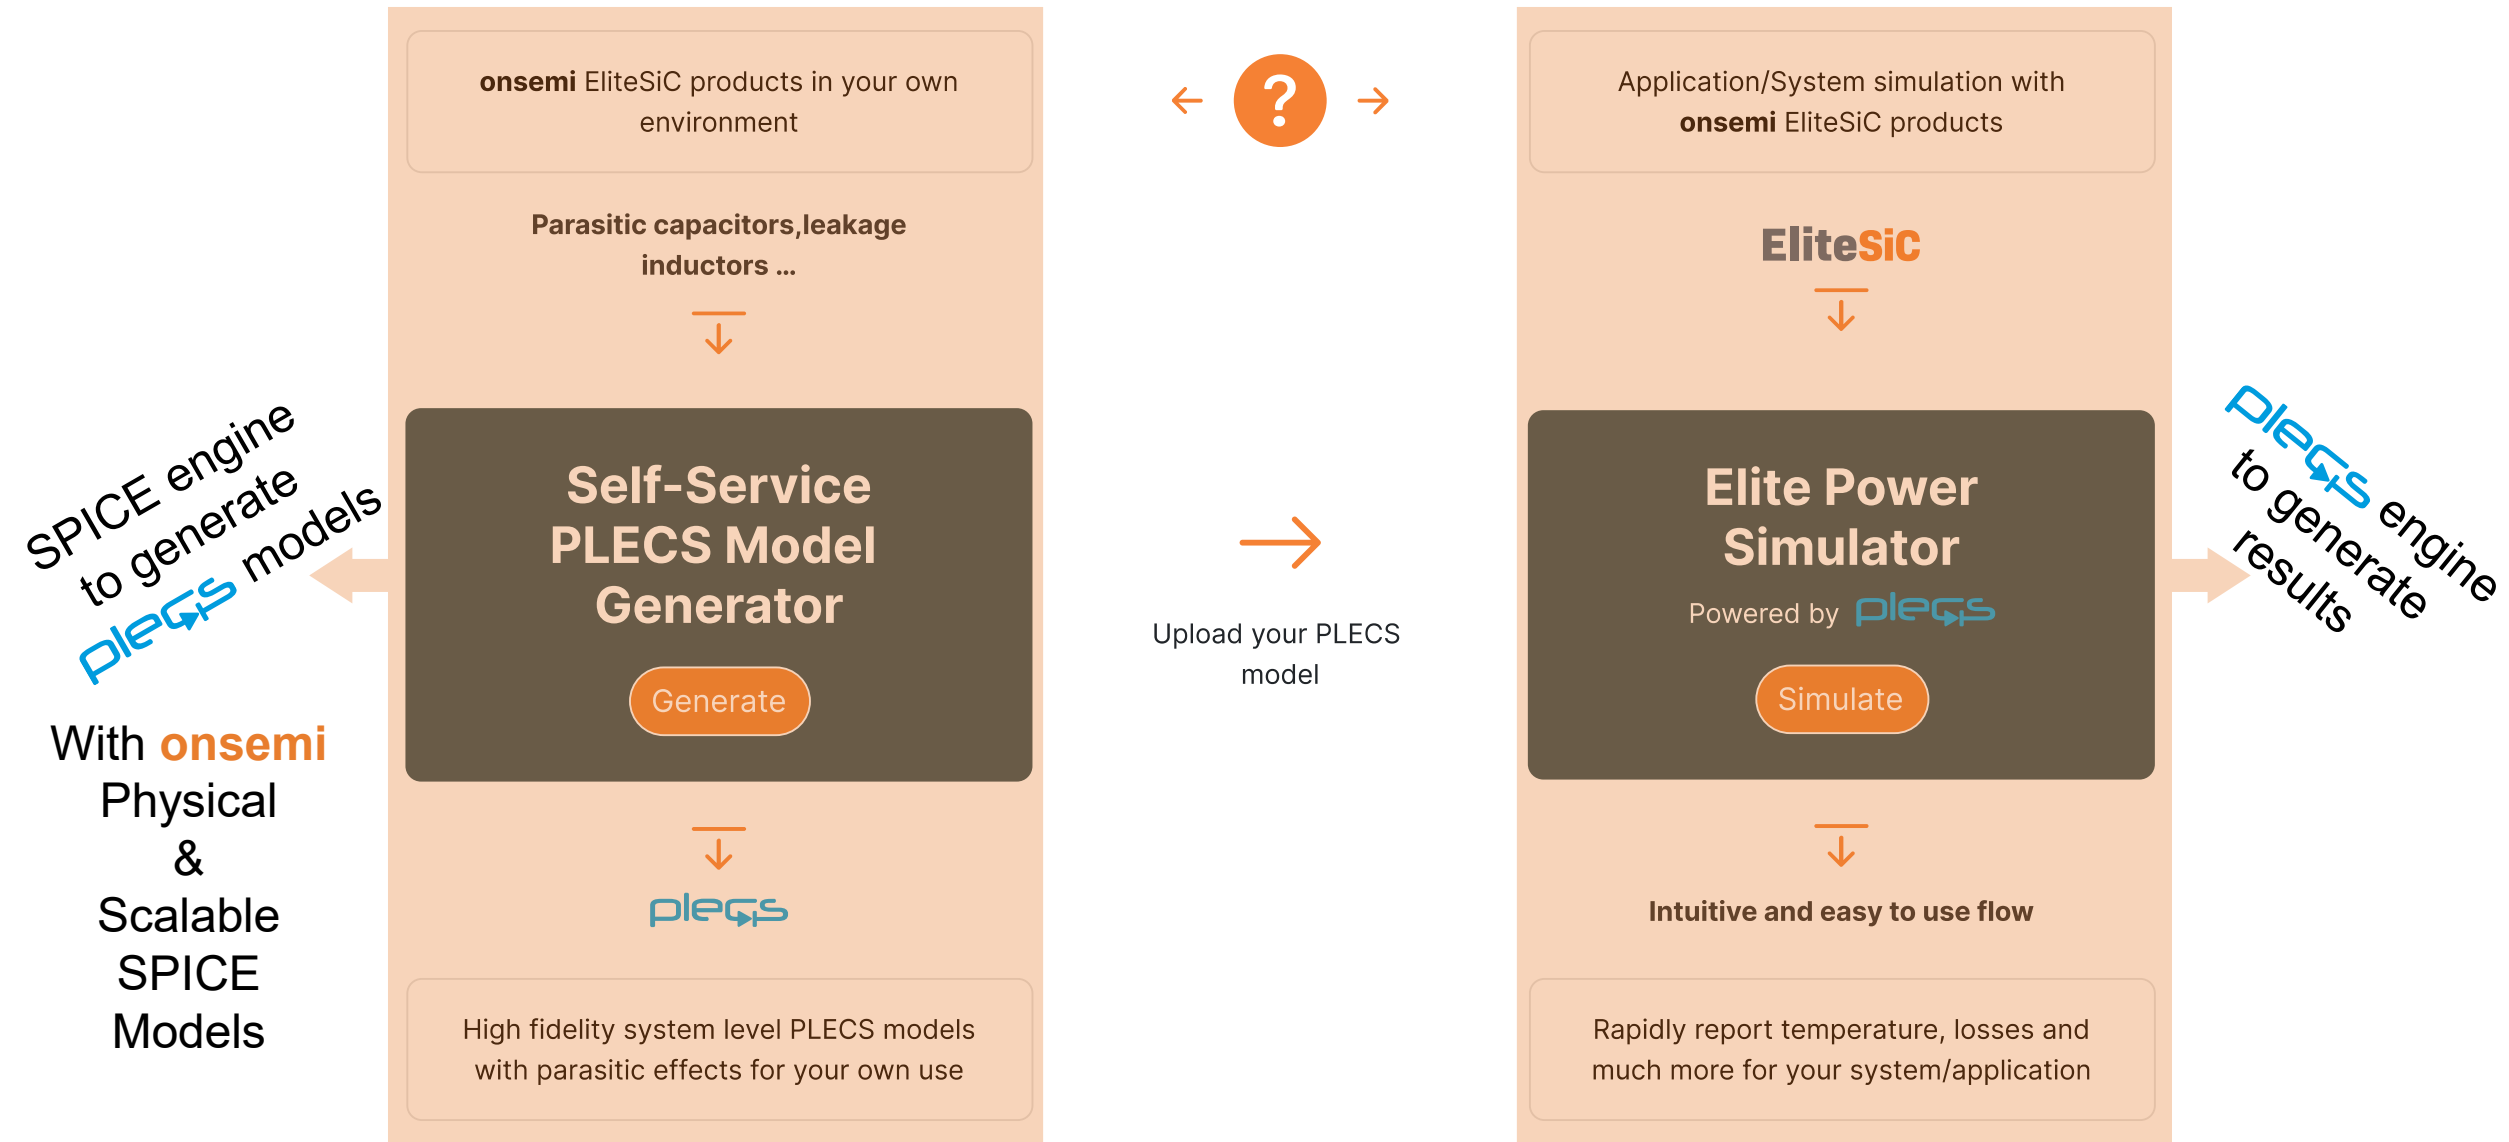 SPICE engine
to generate
plecs models
With onsemi
Physical
&
Scalable
SPICE
Models
onsemi EliteSiC products in your own
environment
Parasitic capacitors,leakage
inductors ...
Self-Service
PLECS Model
Generator
Generate
plecs
High fidelity system level PLECS models
with parasitic effects for your own use
?
Upload your PLECS
model
Application/System simulation with
onsemi EliteSiC products
EliteSiC
Elite Power
Simulator
Powered by plecs
Simulate
Intuitive and easy to use flow
Rapidly report temperature, losses and
much more for your system/application
plecs engine
to generate
results